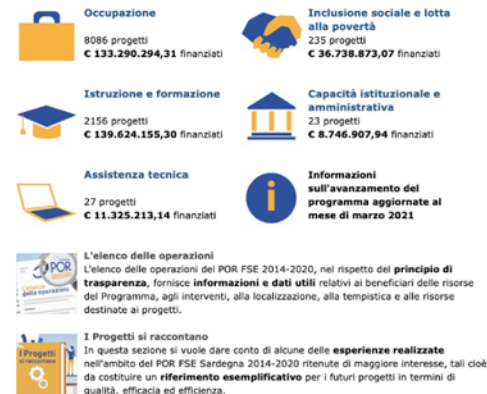 Occupazione
8086 progetti
€ 133.290.294,31 finanziati
Inclusione sociale e lotta
alla povertà
235 progetti
€ 36.738.873,07 finanziati
Istruzione e formazione
2156 progetti
€ 139.624.155,30 finanziati
Capacità istituzionale e
amministrativa
23 progetti
€ 8.746.907,94 finanziati
Assistenza tecnica
27 progetti
€ 11.325.213,14 finanziati
i
Informazioni
sull'avanzamento del
programma aggiornate al
mese di marzo 2021
POR
L'elenco
delle operazioni
L'elenco delle operazioni
L'elenco delle operazioni del POR FSE 2014-2020, nel rispetto del principio di
trasparenza, fornisce informazioni e dati utili relativi ai beneficiari delle risorse
del Programma, agli interventi, alla localizzazione, alla tempistica e alle risorse
destinate ai progetti.
I Progetti
si raccontano
I Progetti si raccontano
In questa sezione si vuole dare conto di alcune delle esperienze realizzate
nell'ambito del POR FSE Sardegna 2014-2020 ritenute di maggiore interesse, tali cioè
da costituire un riferimento esemplificativo per i futuri progetti in termini di
qualità, efficacia ed efficienza.